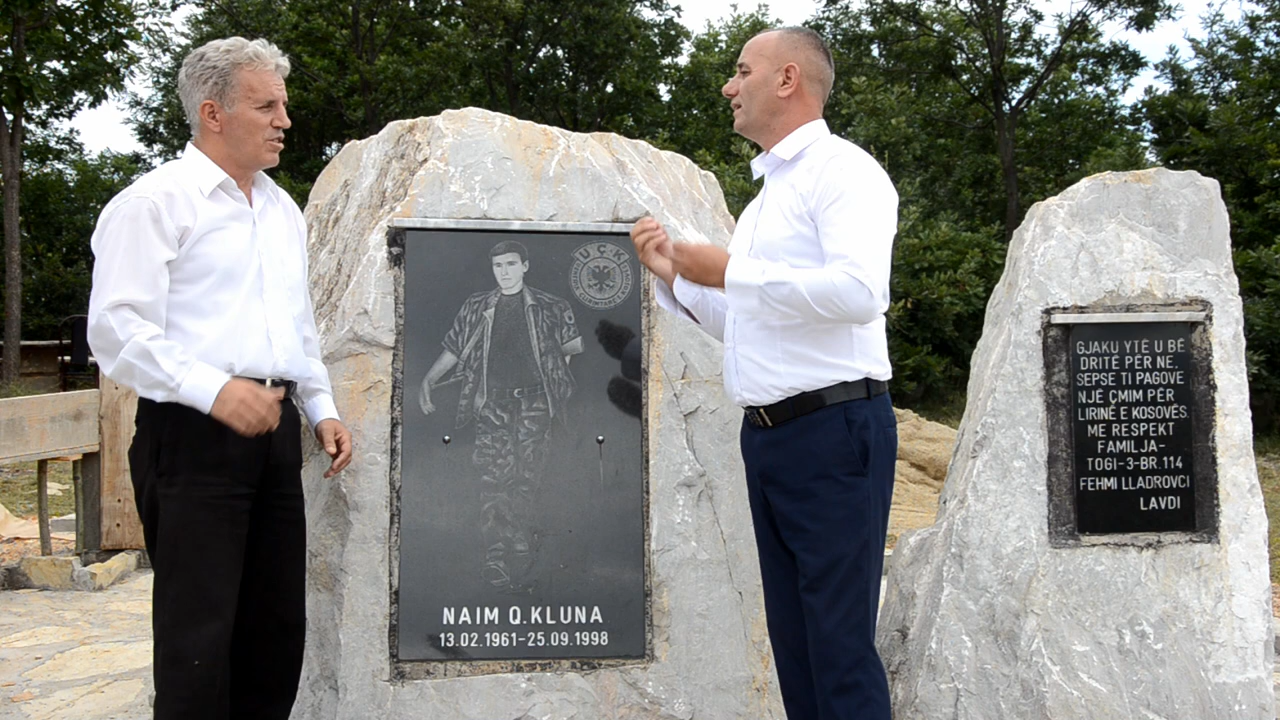 UÇK
NAIM Q.KLUNA
13.02.1961-25.09.1998
GJAKU YTË U BË
DRITË PËR NE.
SEPSE TI PAGOVE
NJË ÇMIM PËR
LIRINË E KOSOVËS.
ME RESPEKT
FAMILJA-
TOGI-3-BR.114
FEHMI LLADROVCI
LAVDI